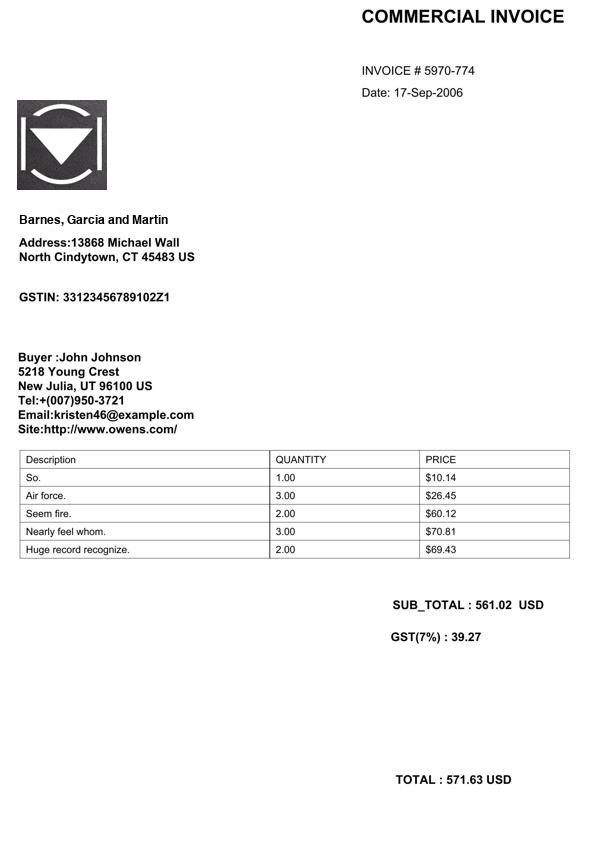 COMMERCIAL INVOICE
INVOICE # 5970-774
Date: 17-Sep-2006
Barnes, Garcia and Martin
Address:13868 Michael Wall
North Cindytown, CT 45483 US
GSTIN: 33123456789102Z1
Buyer :John Johnson
5218 Young Crest
New Julia, UT 96100 US
Tel:+(007)950-3721
Email:kristen46@example.com
Site:http://www.owens.com/
Description QUANTITY PRICE
So. 1.00 $10.14
Air force. 3.00 $26.45
Seem fire. 2.00 $60.12
Nearly feel whom. 3.00 $70.81
Huge record recognize. 2.00 $69.43
SUB_TOTAL : 561.02 USD
GST(7%) : 39.27
TOTAL : 571.63 USD